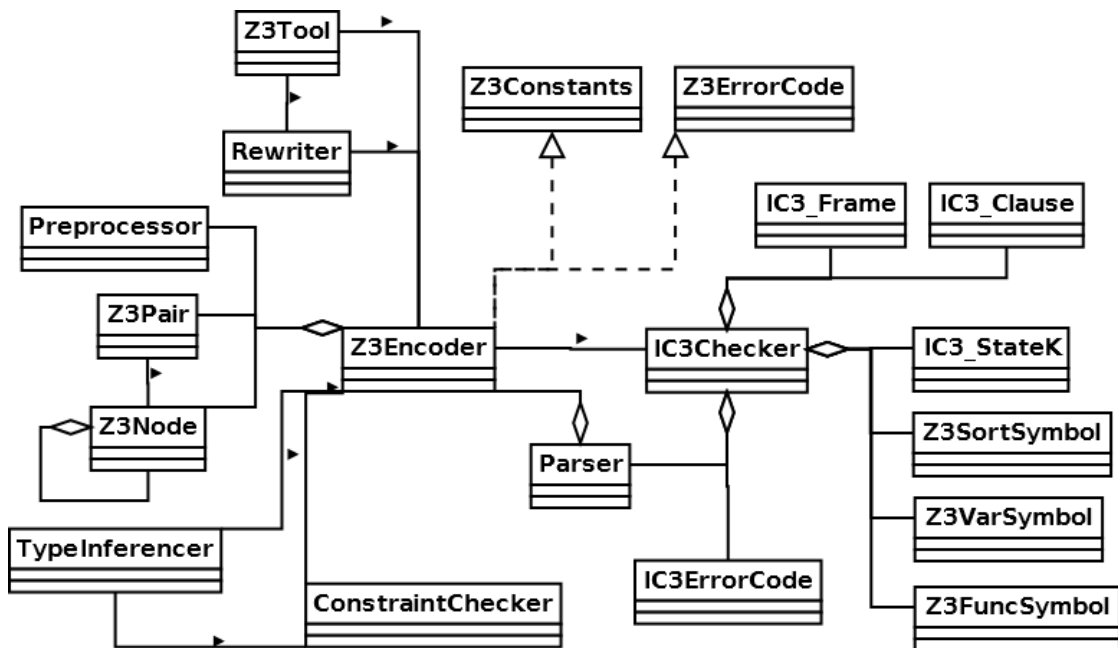 Z3Tool
Z3Constants
Z3ErrorCode
Rewriter
IC3_Frame
IC3_Clause
Preprocessor
Z3Pair
Z3Encoder
IC3Checker
IC3_StateK
Z3Node
Z3SortSymbol
Parser
Z3VarSymbol
TypeInferencer
IC3ErrorCode
ConstraintChecker
Z3FuncSymbol